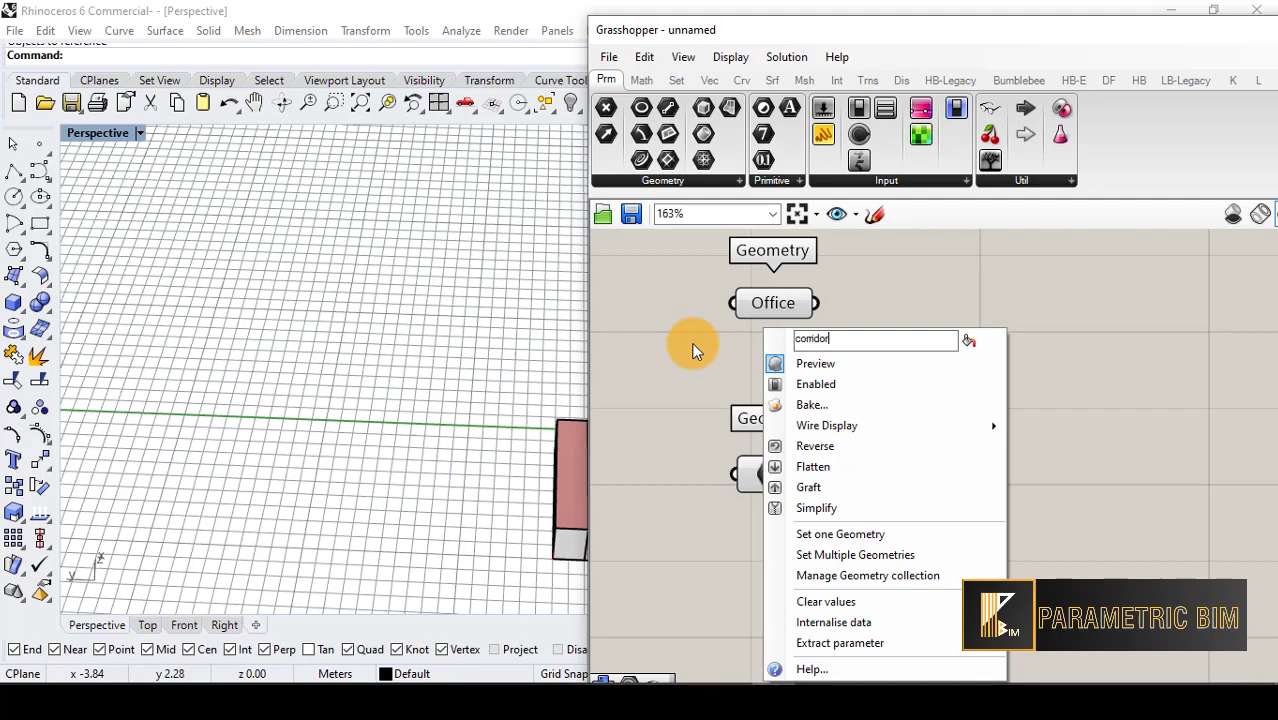 Rhinoceros 6 Commercial- - [Perspective]
File Edit View Curve Surface Solid Mesh Dimension Transform Tools Analyze Render Panels
Command:
Standard CPlanes Set View Display Select Viewport Layout Visibility Transform Curve Tool
Perspective
z
x
y
Perspective Top Front Right
End Near Point Mid Cen Int Perp Tan Quad Knot Vertex Project Disa
CPlane x -3.84 y 2.28 z 0.00 Meters Default Grid Snap
Grasshopper - unnamed
File Edit View Display Solution Help
Prm Math Set Vec Crv Srf Msh Int Trns Dis HB-Legacy Bumblebee HB-E DF HB LB-Legacy K L
Geometry Primitive Input Util
163%
Geometry
Office
corridor
Preview
Enabled
Bake...
Geo
Wire Display
Reverse
Flatten
Graft
Simplify
Set one Geometry
Set Multiple Geometries
Manage Geometry collection
Clear values
Internalise data
Extract parameter
Help...
BIM
PARAMETRIC BIM